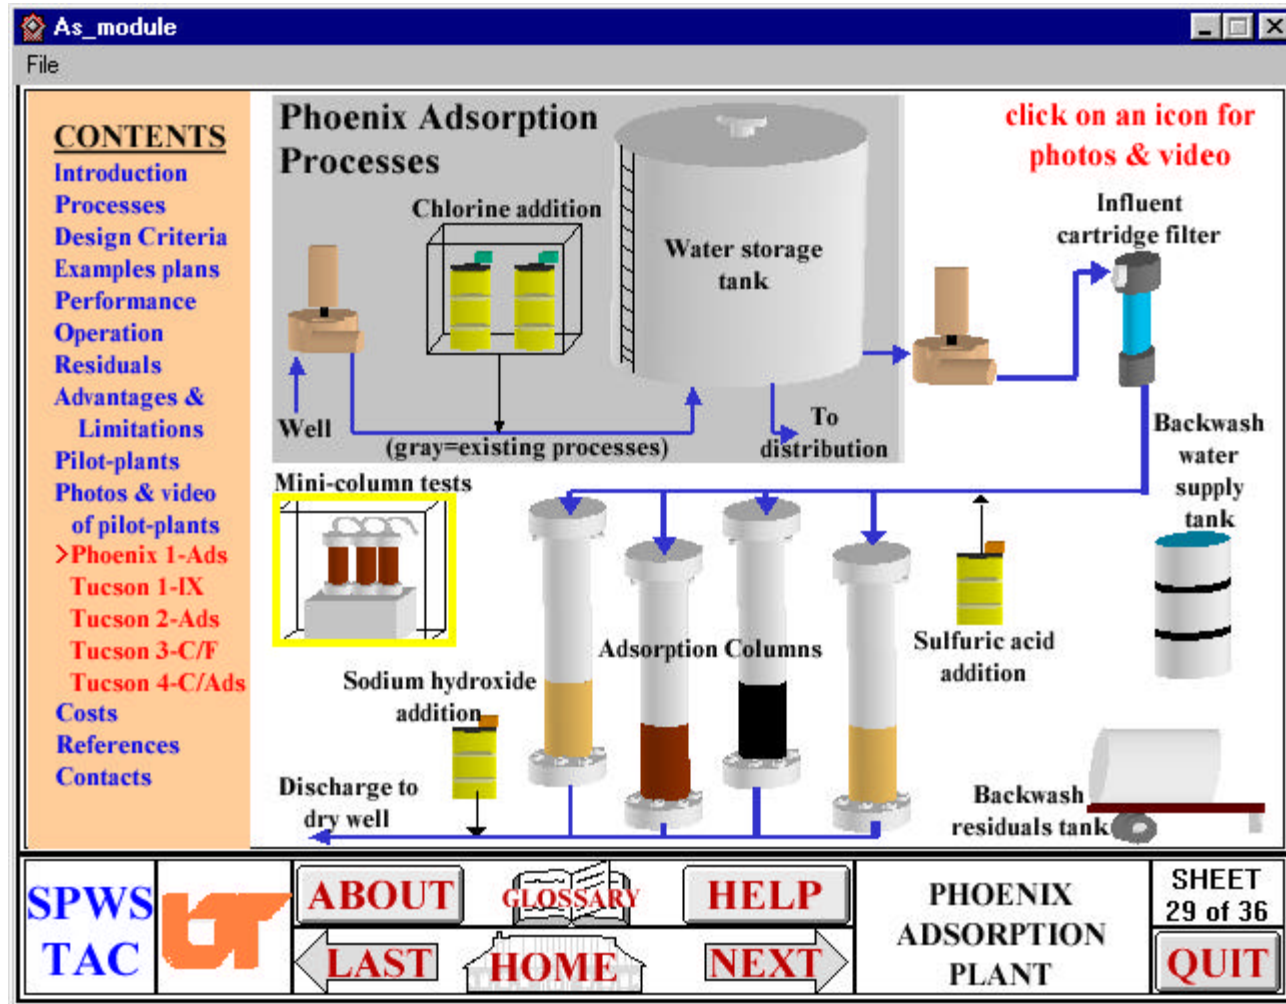 As_module
File
CONTENTS
Introduction
Processes
Design Criteria
Examples plans
Performance
Operation
Residuals
Advantages &
Limitations
Pilot-plants
Photos & video
of pilot-plants
>Phoenix 1-Ads
Tucson 1-IX
Tucson 2-Ads
Tucson 3-C/F
Tucson 4-C/Ads
Costs
References
Contacts
Phoenix Adsorption
Processes
click on an icon for
photos & video
Chlorine addition
Water storage
tank
Influent
cartridge filter
Well
(gray=existing processes)
To
distribution
Backwash
water
supply
tank
Mini-column tests
Adsorption Columns
Sulfuric acid
addition
Sodium hydroxide
addition
Discharge to
dry well
Backwash
residuals tank
SPWS
TAC
UT
ABOUT
GLOSSARY
HELP
LAST
HOME
NEXT
PHOENIX
ADSORPTION
PLANT
SHEET
29 of 36
QUIT